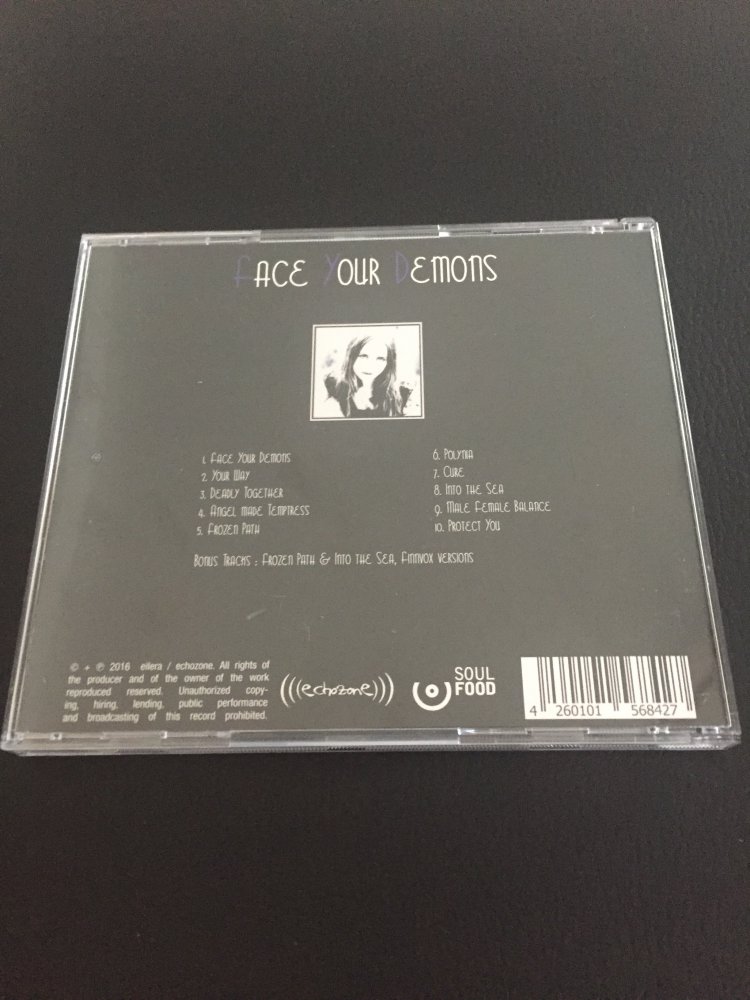 Face Your Demons
1. Face Your Demons
2. Your Way
3. Deadly Together
4. Angel made Temptress
5. Frozen Path
6. Polynia
7. Cure
8. Into the Sea
9. Male Female Balance
10. Protect You
Bonus Tracks : Frozen Path & Into the Sea, Finnvox versions
© + ℗ 2016 eilera / echozone. All rights of
the producer and of the owner of the work
reproduced reserved. Unauthorized copy-
ing, hiring, lending, public performance
and broadcasting of this record prohibited.
(((echozone)))
SOUL
FOOD
4 260101 568427